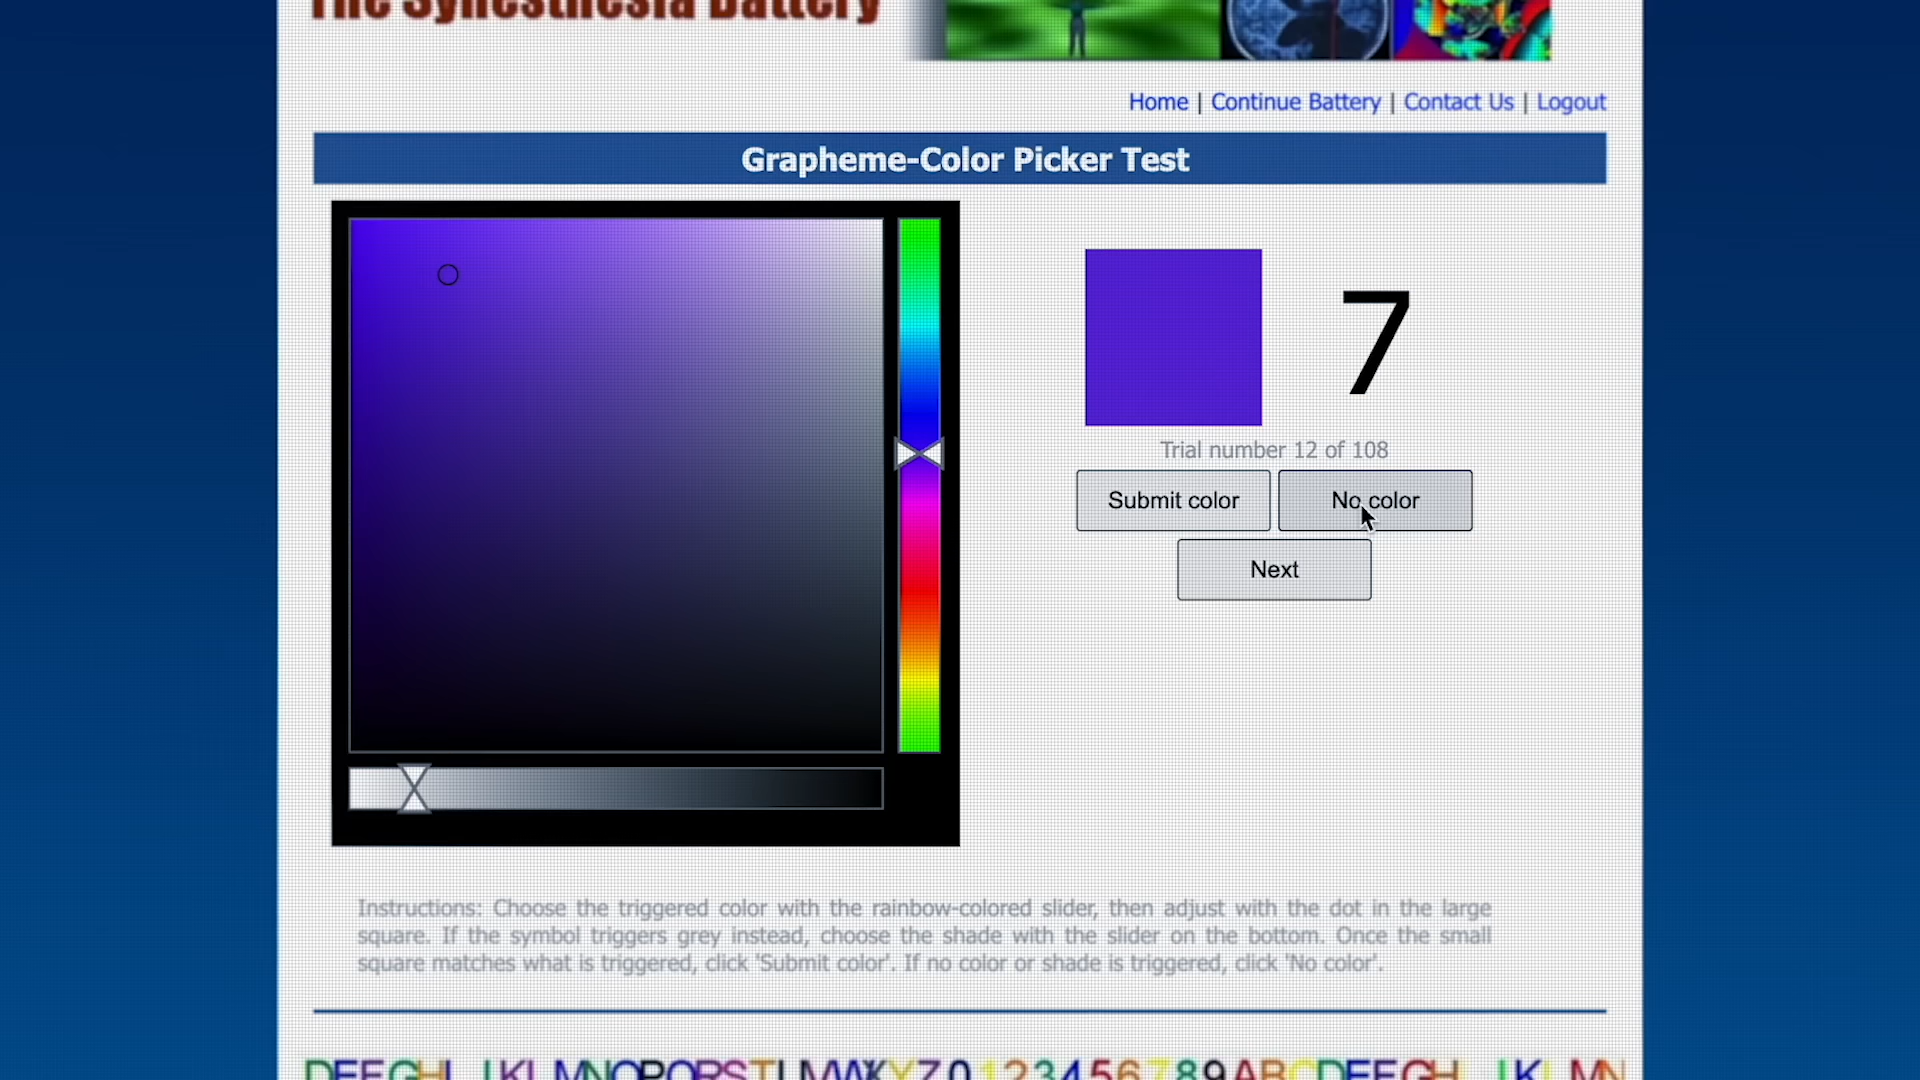 The Synesthesia Battery
Home | Continue Battery | Contact Us | Logout
Grapheme-Color Picker Test
7
Trial number 12 of 108
Submit color
No color
Next
Instructions: Choose the triggered color with the rainbow-colored slider, then adjust with the dot in the large
square. If the symbol triggers grey instead, choose the shade with the slider on the bottom. Once the small
square matches what is triggered, click 'Submit color'. If no color or shade is triggered, click 'No color'.